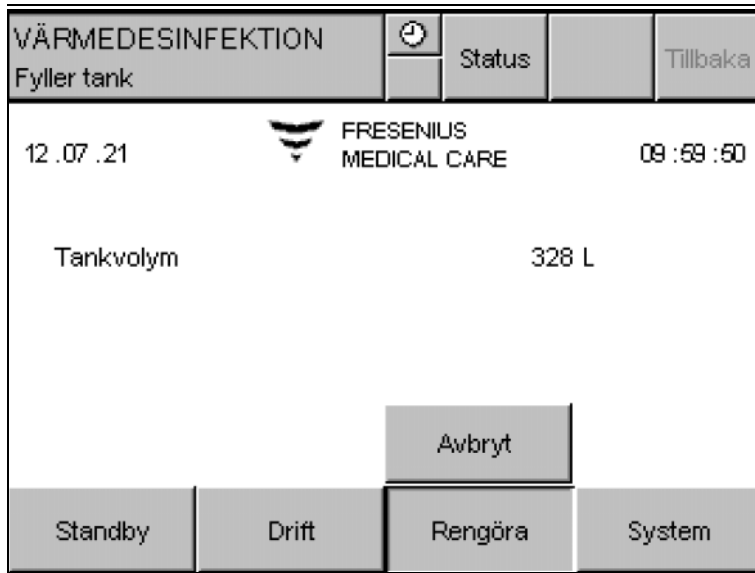 VÄRMEDESINFEKTION
Fyller tank
Status
Tillbaka
12 .07 .21
FRESENIUS
MEDICAL CARE
09 :59 :50
Tankvolym 328 L
Avbryt
Standby Drift Rengöra System